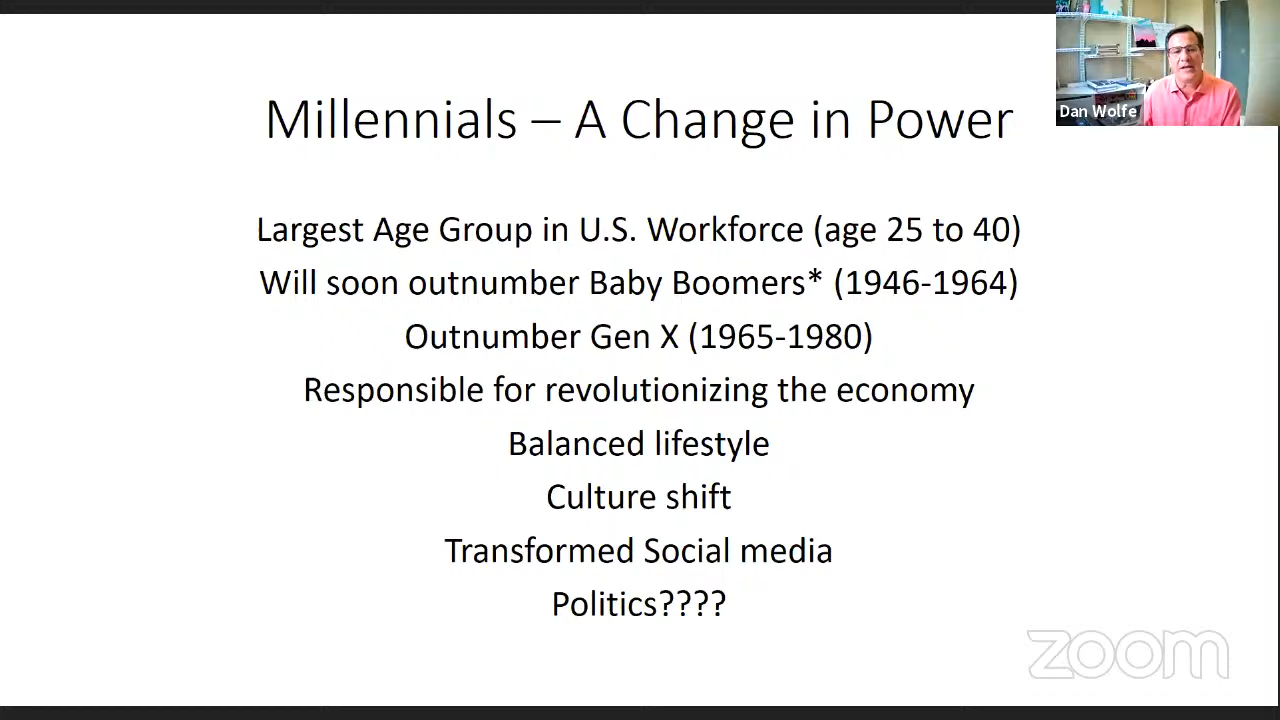 Millennials – A Change in Power
Dan Wolfe
Largest Age Group in U.S. Workforce (age 25 to 40)
Will soon outnumber Baby Boomers* (1946-1964)
Outnumber Gen X (1965-1980)
Responsible for revolutionizing the economy
Balanced lifestyle
Culture shift
Transformed Social media
Politics????
zoom